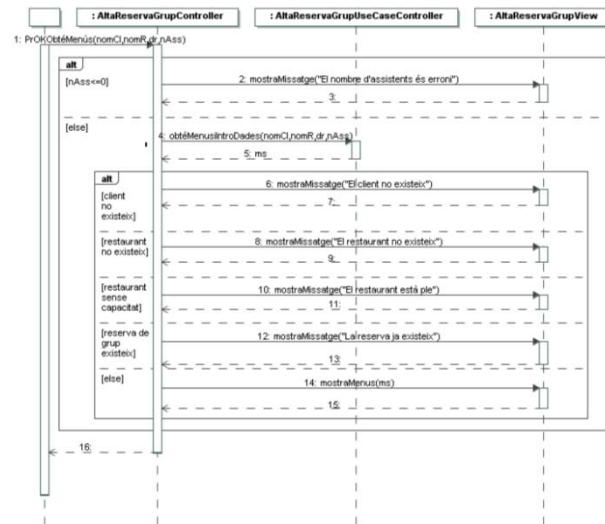 : AltaReservaGrupController
: AltaReservaGrupUseCaseController
: AltaReservaGrupView
1: PrOKObtéMenús(nomCl,nomR,dr,nAss)
alt
[nAss<=0]
2: mostraMissatge("El nombre d'assistents és erroni")
3:
[else]
4: obtéMenusIntroDades(nomCl,nomR,dr,nAss)
5: ms
alt
[client
no
existeix]
6: mostraMissatge("El client no existeix")
7:
[restaurant
no existeix]
8: mostraMissatge("El restaurant no existeix")
9:
[restaurant
sense
capacitat]
10: mostraMissatge("El restaurant està ple")
11:
[reserva de
grup
existeix]
12: mostraMissatge("La reserva ja existeix")
13:
[else]
14: mostraMenus(ms)
15:
16: